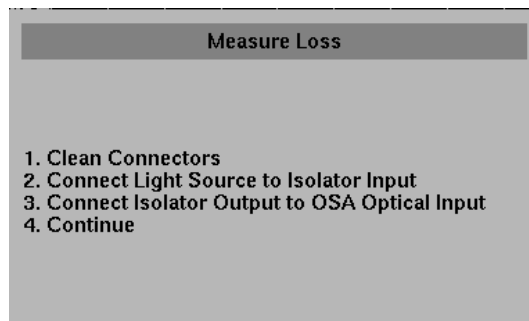 Measure Loss
1. Clean Connectors
2. Connect Light Source to Isolator Input
3. Connect Isolator Output to OSA Optical Input
4. Continue